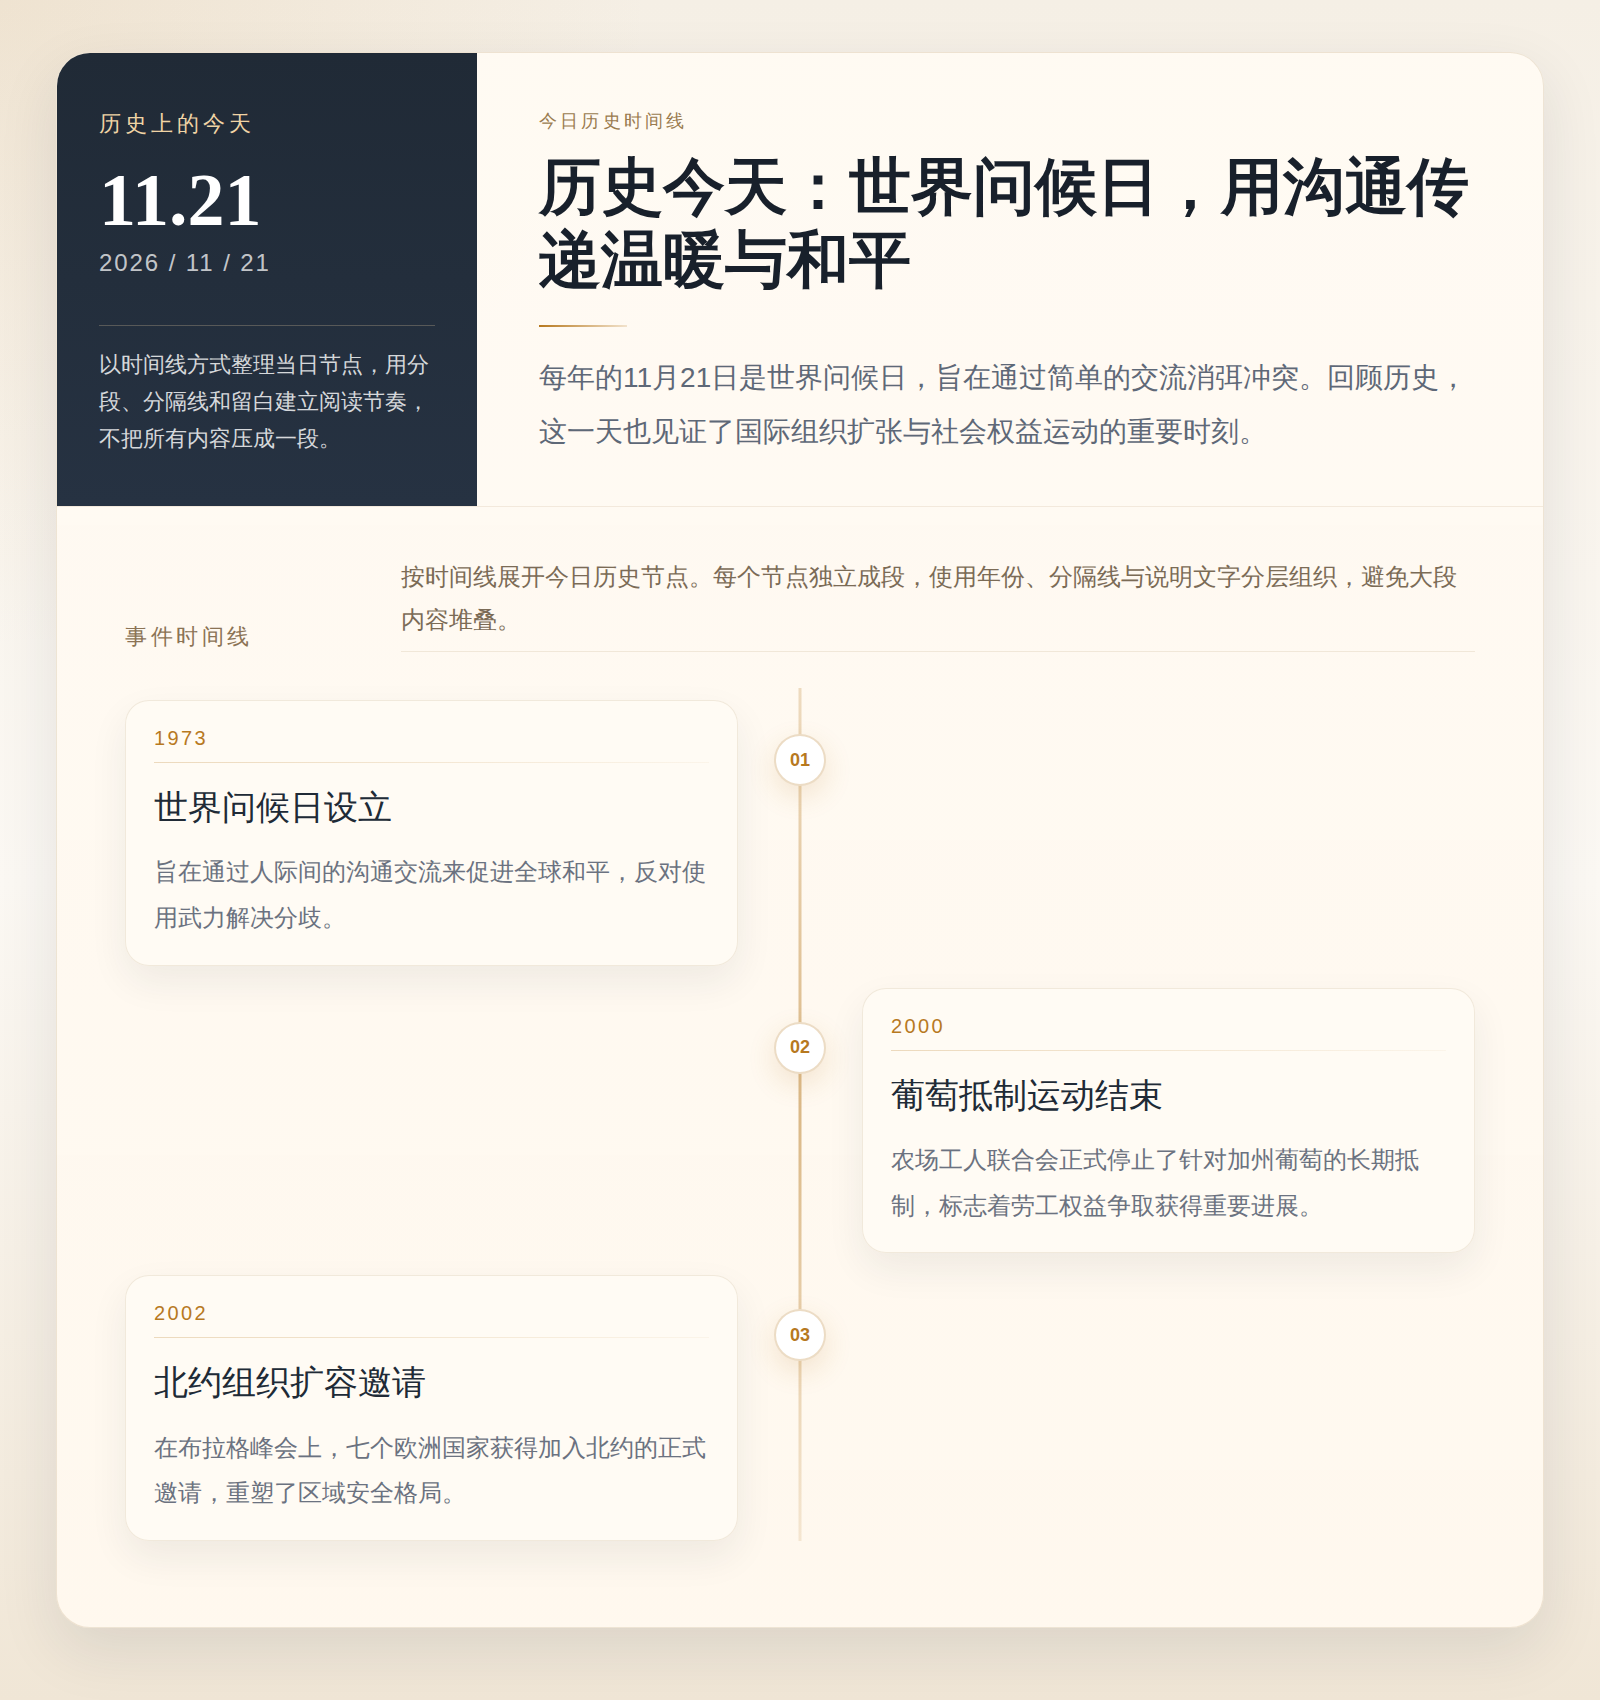 历史上的今天
11.21
2026 / 11 / 21
以时间线方式整理当日节点，用分
段、分隔线和留白建立阅读节奏，
不把所有内容压成一段。
今日历史时间线
历史今天：世界问候日，用沟通传
递温暖与和平
每年的11月21日是世界问候日，旨在通过简单的交流消弭冲突。回顾历史，
这一天也见证了国际组织扩张与社会权益运动的重要时刻。
事件时间线
按时间线展开今日历史节点。每个节点独立成段，使用年份、分隔线与说明文字分层组织，避免大段
内容堆叠。
1973
世界问候日设立
旨在通过人际间的沟通交流来促进全球和平，反对使
用武力解决分歧。
01
02
2000
葡萄抵制运动结束
农场工人联合会正式停止了针对加州葡萄的长期抵
制，标志着劳工权益争取获得重要进展。
2002
北约组织扩容邀请
在布拉格峰会上，七个欧洲国家获得加入北约的正式
邀请，重塑了区域安全格局。
03